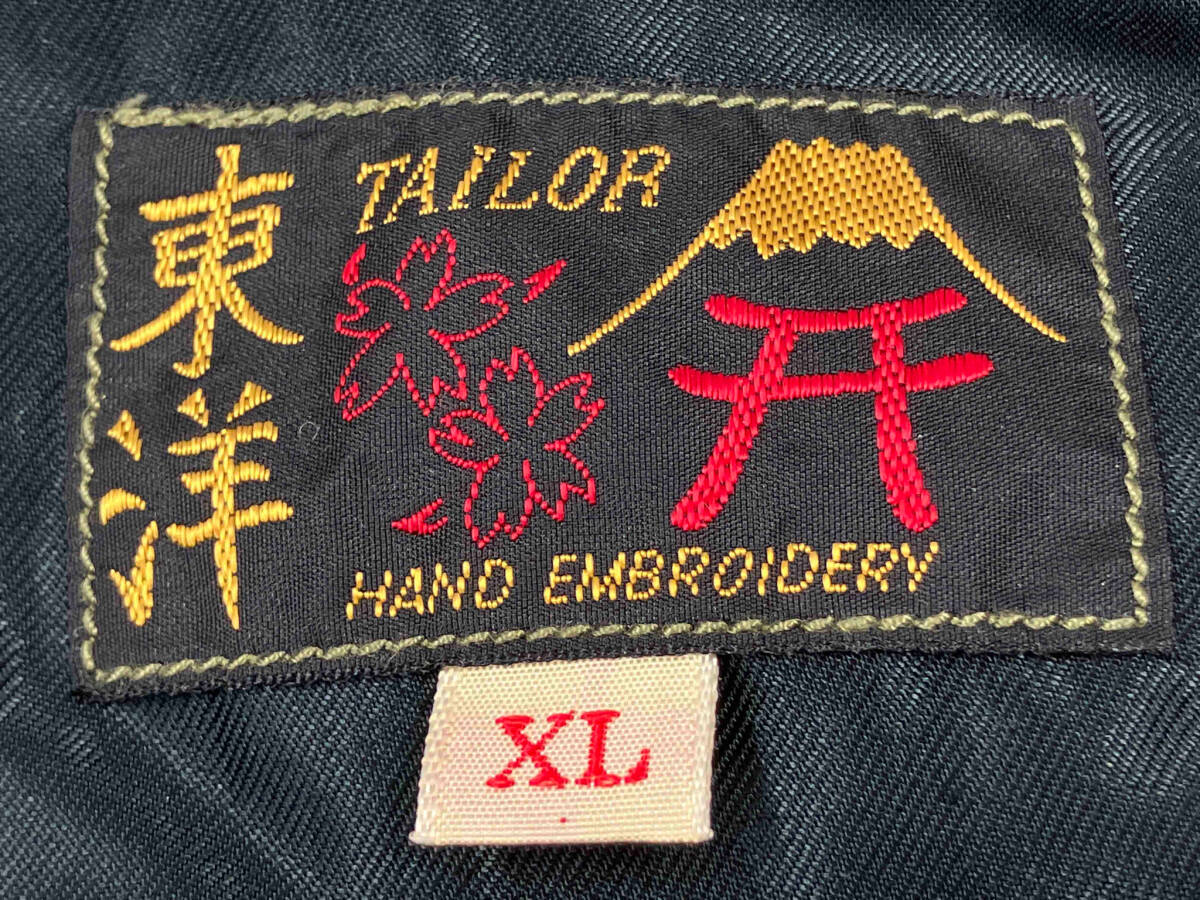 東洋
TAILOR
HAND EMBROIDERY
XL